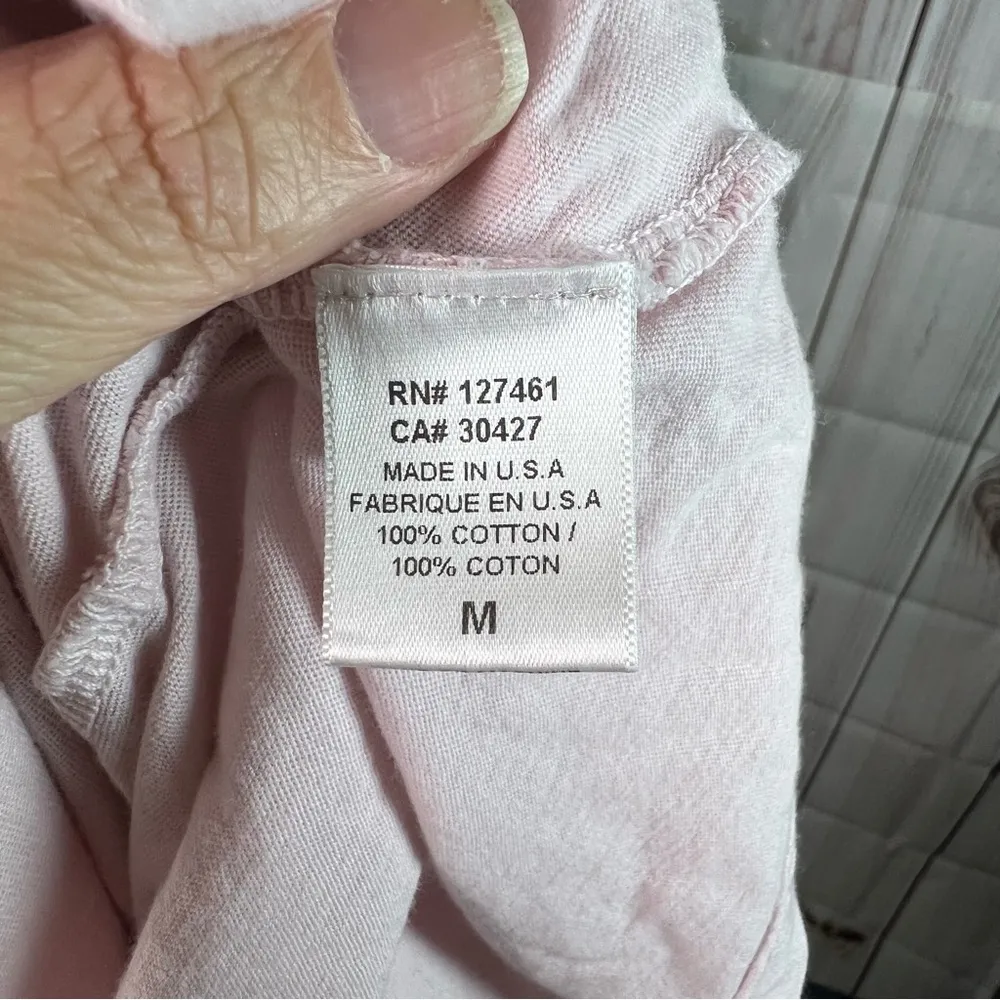 RN# 127461
CA# 30427
MADE IN U.S.A
FABRIQUE EN U.S.A
100% COTTON /
100% COTON
M